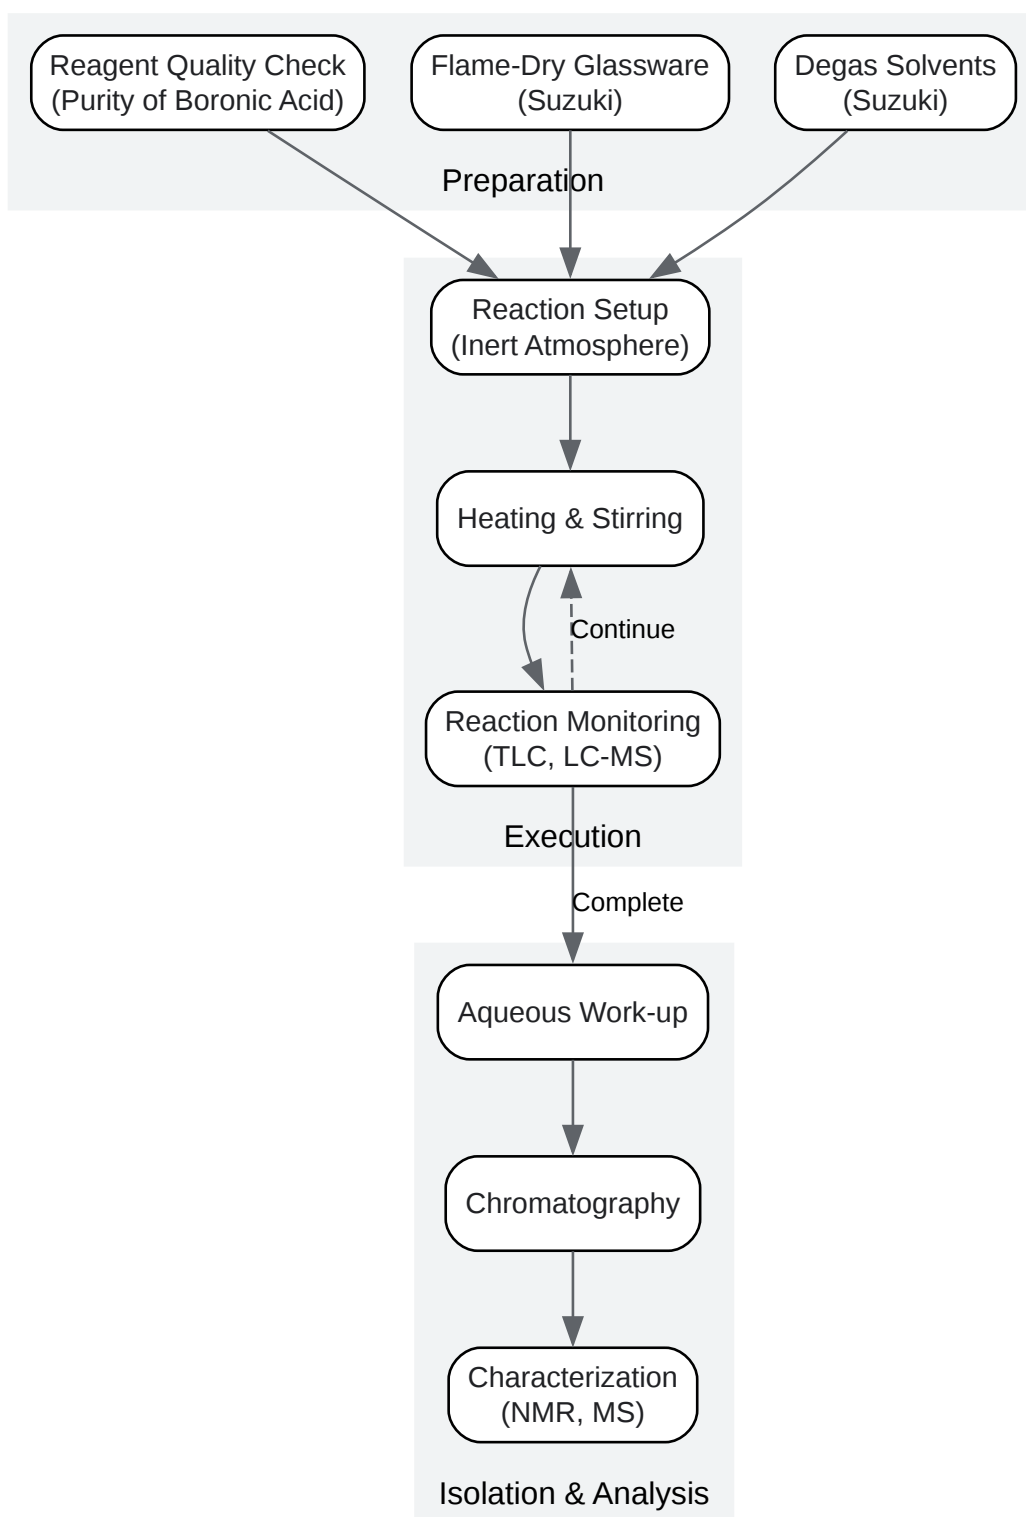 Reagent Quality Check
(Purity of Boronic Acid)
Flame-Dry Glassware
(Suzuki)
Degas Solvents
(Suzuki)
Preparation
Reaction Setup
(Inert Atmosphere)
Heating & Stirring
Continue
Reaction Monitoring
(TLC, LC-MS)
Execution
Complete
Aqueous Work-up
Chromatography
Characterization
(NMR, MS)
Isolation & Analysis